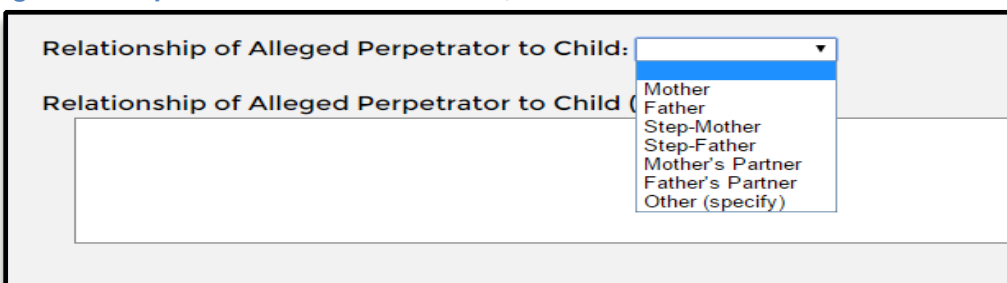 Relationship of Alleged Perpetrator to Child:
Mother
Relationship of Alleged Perpetrator to Child (
Father
Step-Mother
Step-Father
Mother's Partner
Father's Partner
Other (specify)